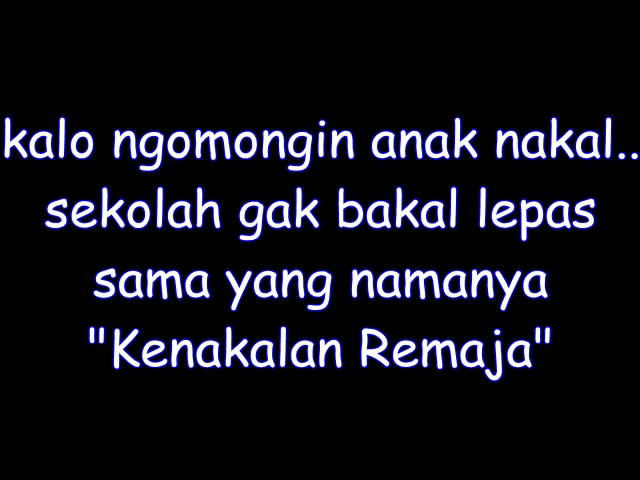 kalo ngomongin anak nakal..
sekolah gak bakal lepas
sama yang namanya
"Kenakalan Remaja"